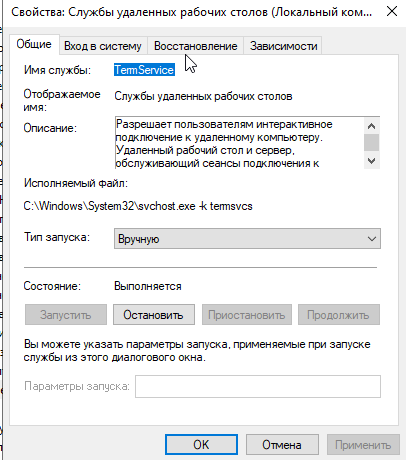 Свойства: Службы удаленных рабочих столов (Локальный ком...
Общие
Вход в систему
Восстановление
Зависимости
Имя службы:
TermService
Отображаемое
имя:
Службы удаленных рабочих столов
Описание:
Разрешает пользователям интерактивное
подключение к удаленному компьютеру.
Удаленный рабочий стол и сервер,
обслуживающий сеансы подключения к
Исполняемый файл:
C:\Windows\System32\svchost.exe -k termsvcs
Тип запуска:
Вручную
Состояние:
Выполняется
Запустить
Остановить
Приостановить
Продолжить
Вы можете указать параметры запуска, применяемые при запуске
службы из этого диалогового окна.
Параметры запуска:
OK
Отмена
Применить